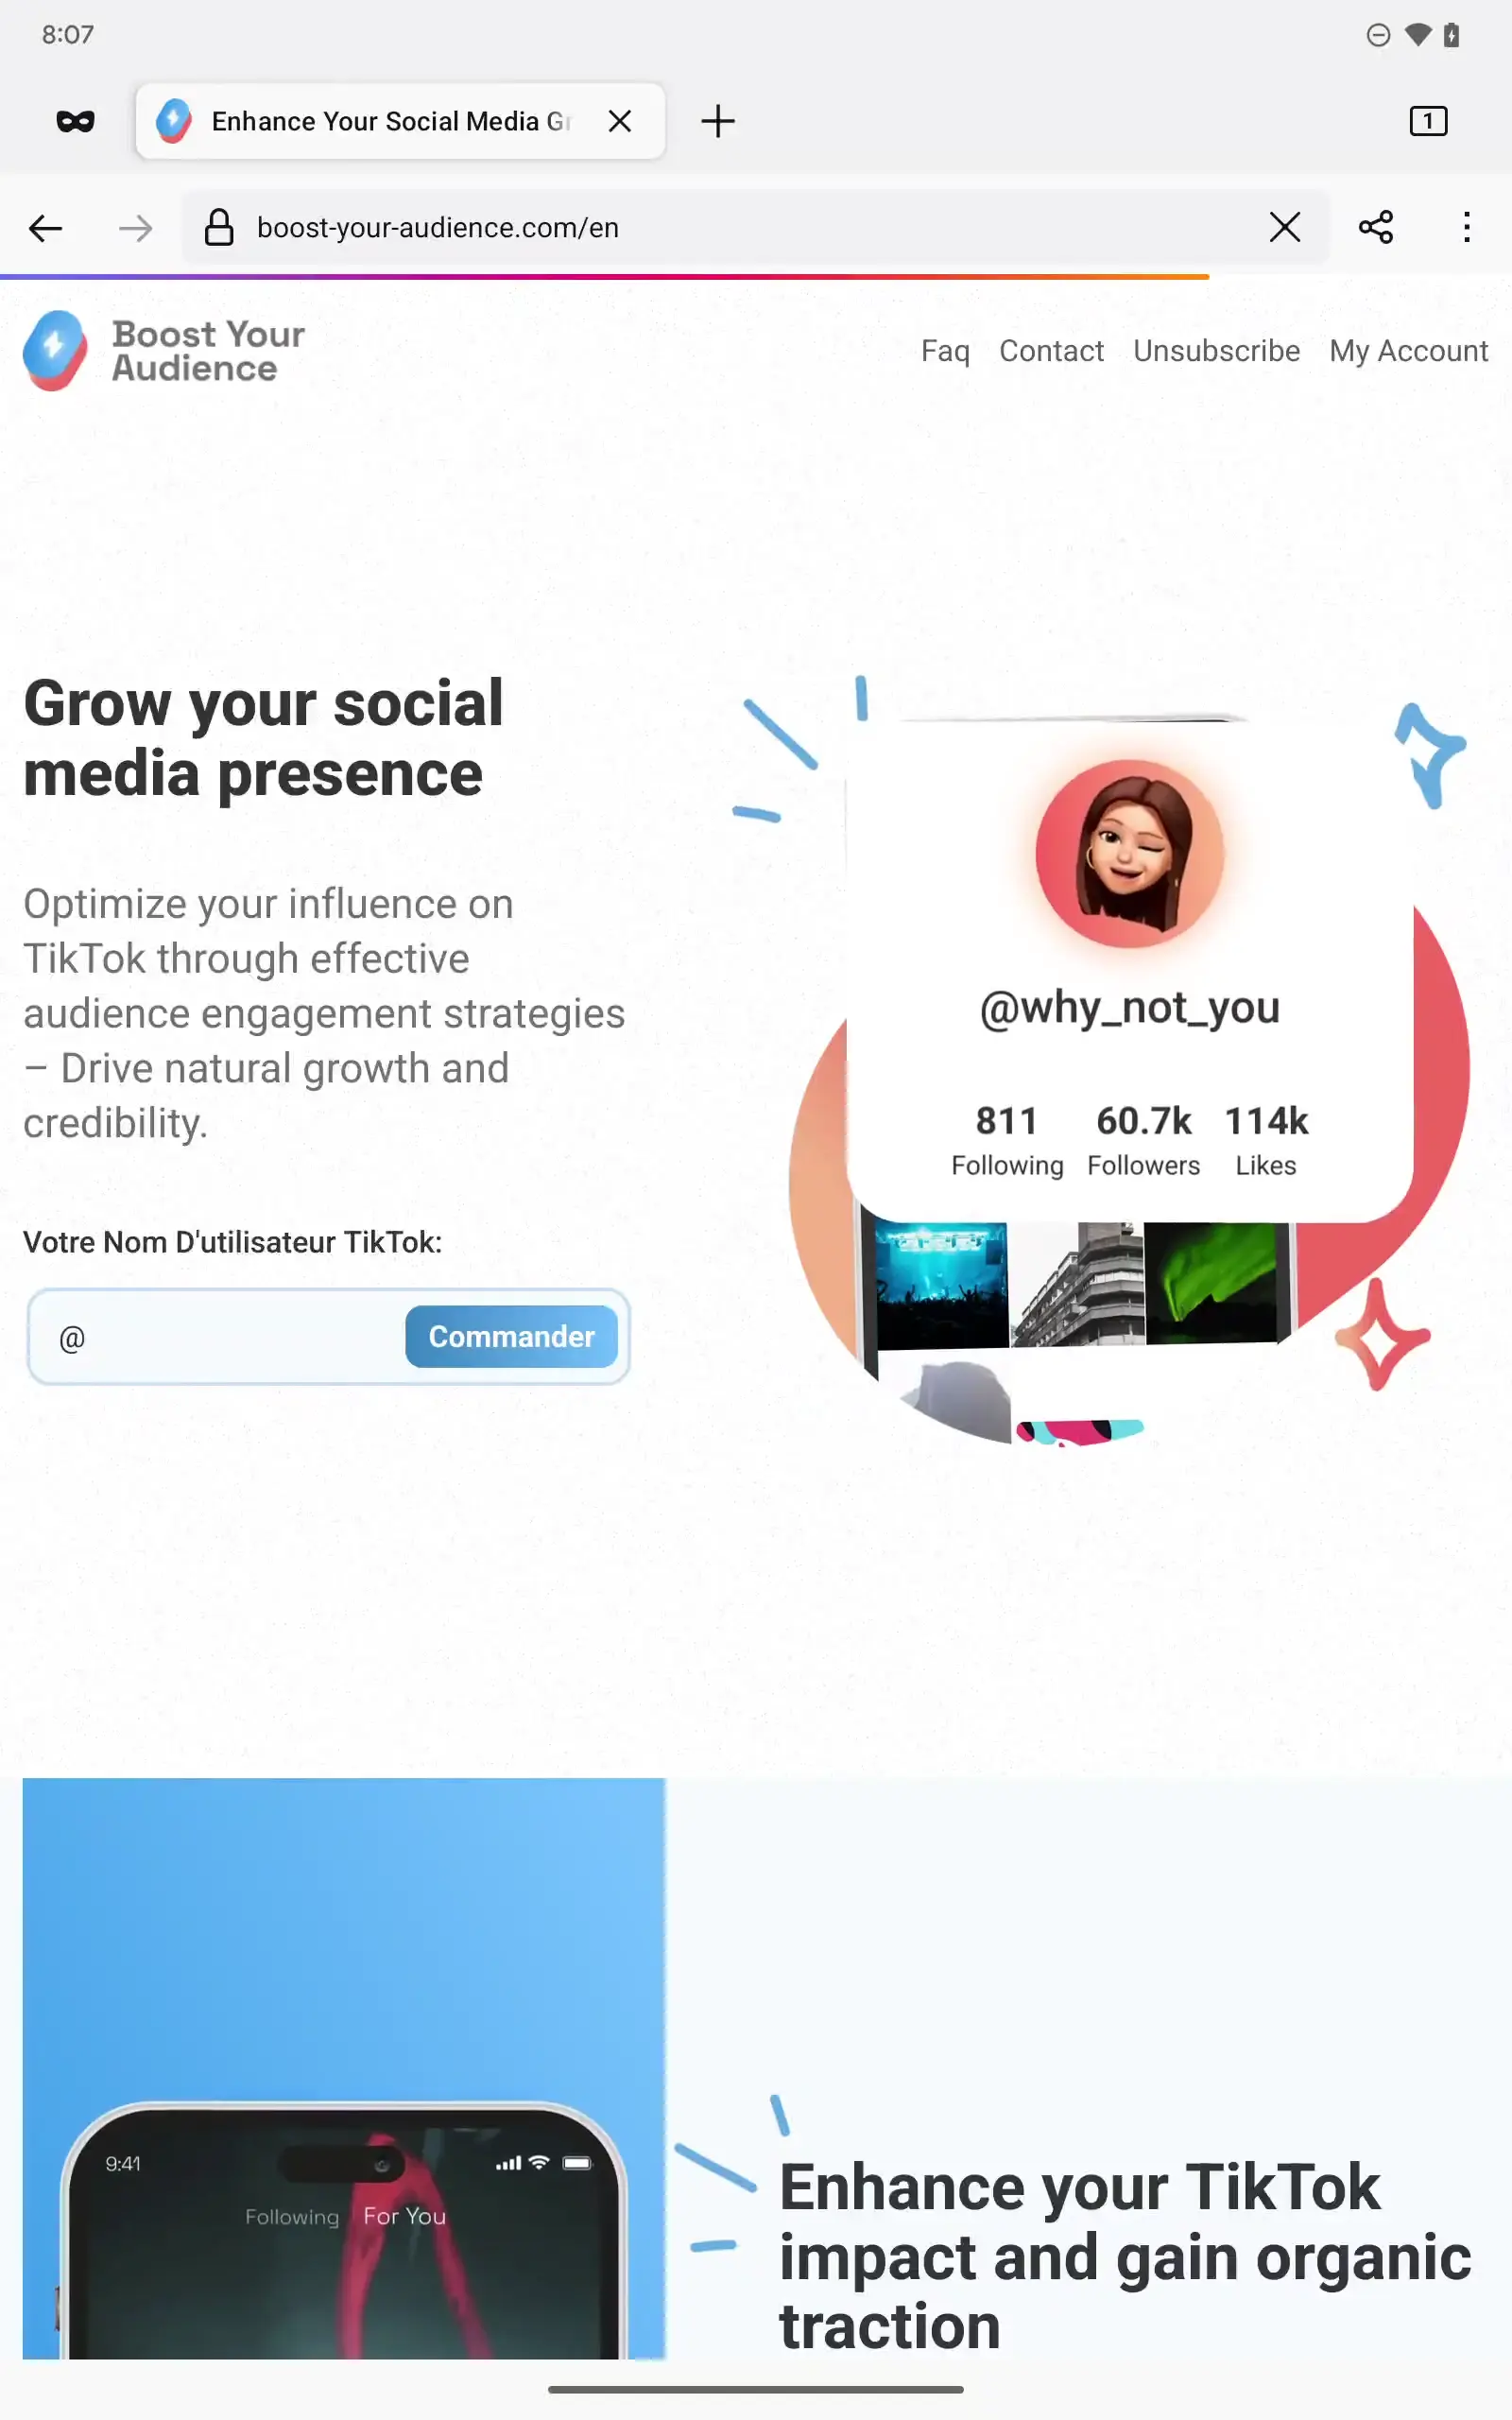 8:07
Enhance Your Social Media Gr
1
boost-your-audience.com/en
Boost Your
Audience
Faq Contact Unsubscribe My Account
Grow your social
media presence
Optimize your influence on
TikTok through effective
audience engagement strategies
– Drive natural growth and
credibility.
Votre Nom D'utilisateur TikTok:
@
Commander
@why_not_you
811 60.7k 114k
Following Followers Likes
9:41
Following For You
Enhance your TikTok
impact and gain organic
traction